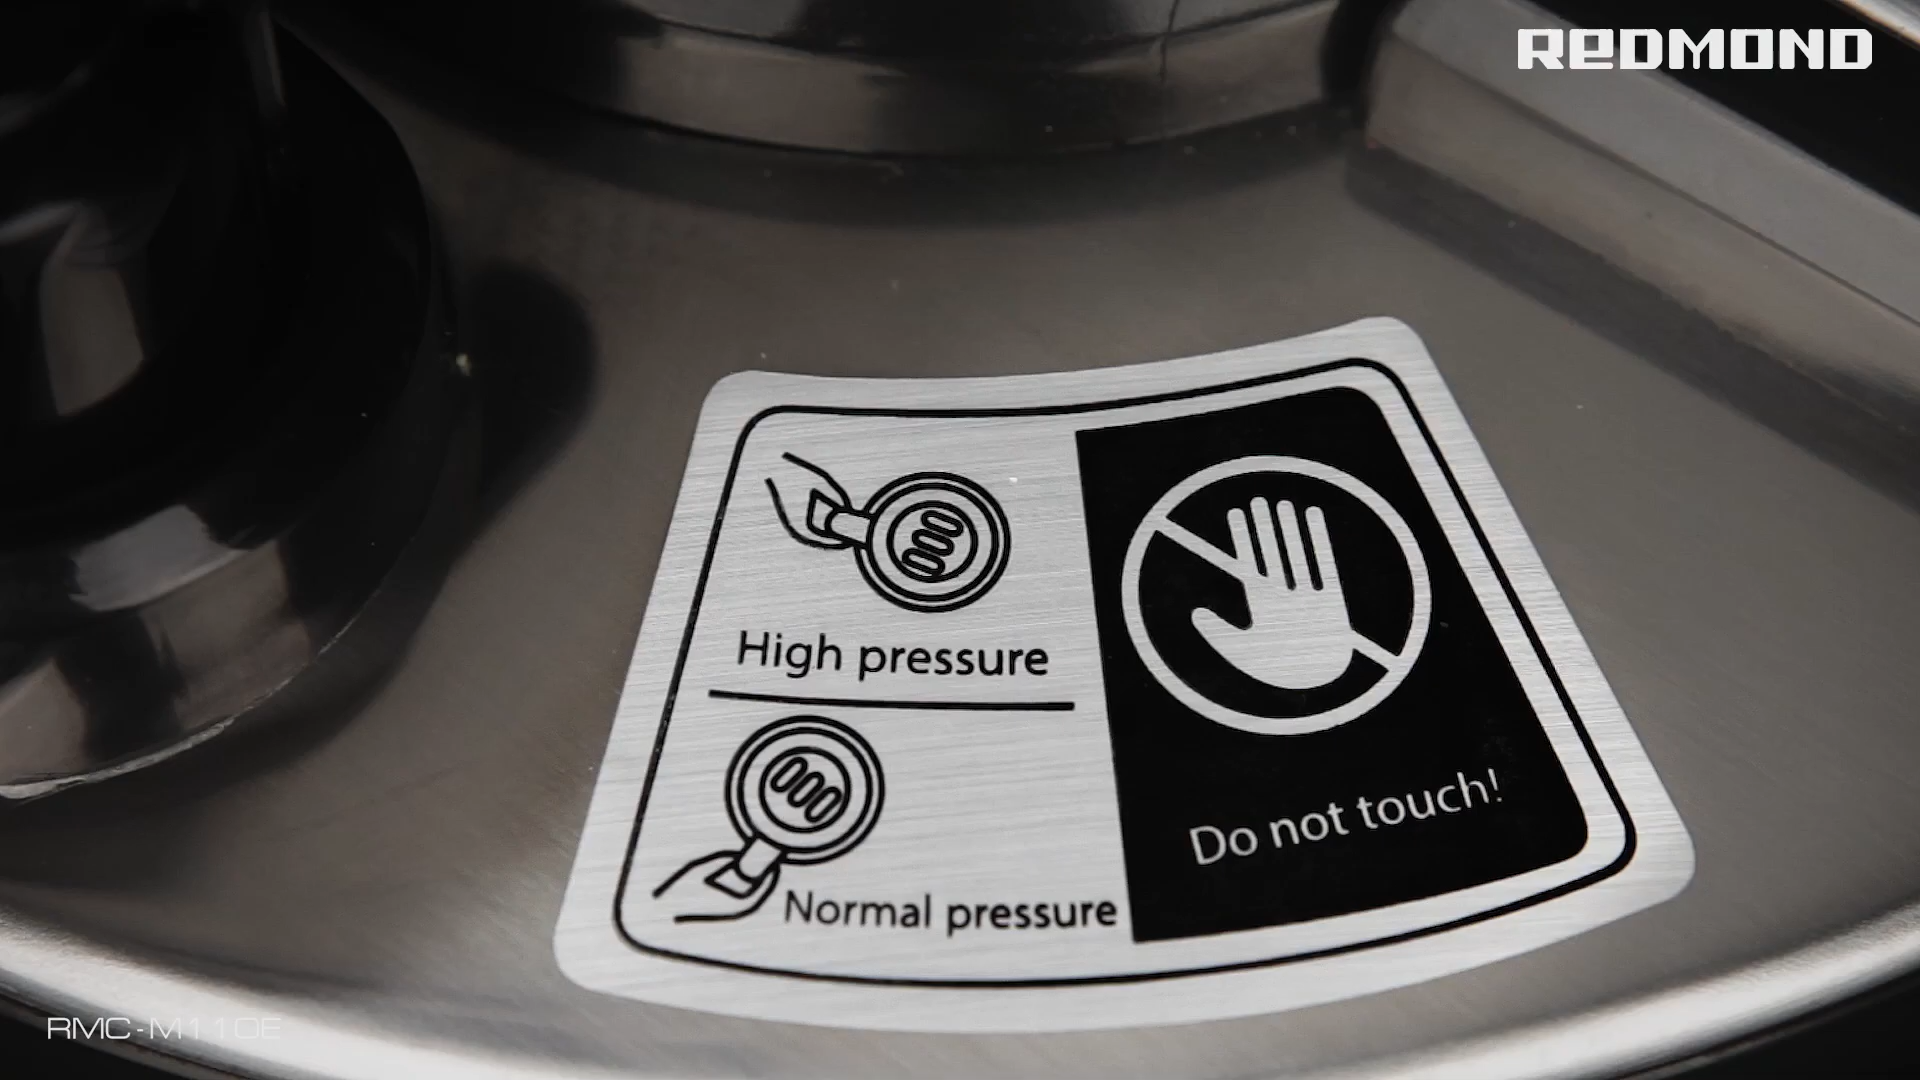 REDMOND
High pressure
Normal pressure
Do not touch!
RMC-M110E